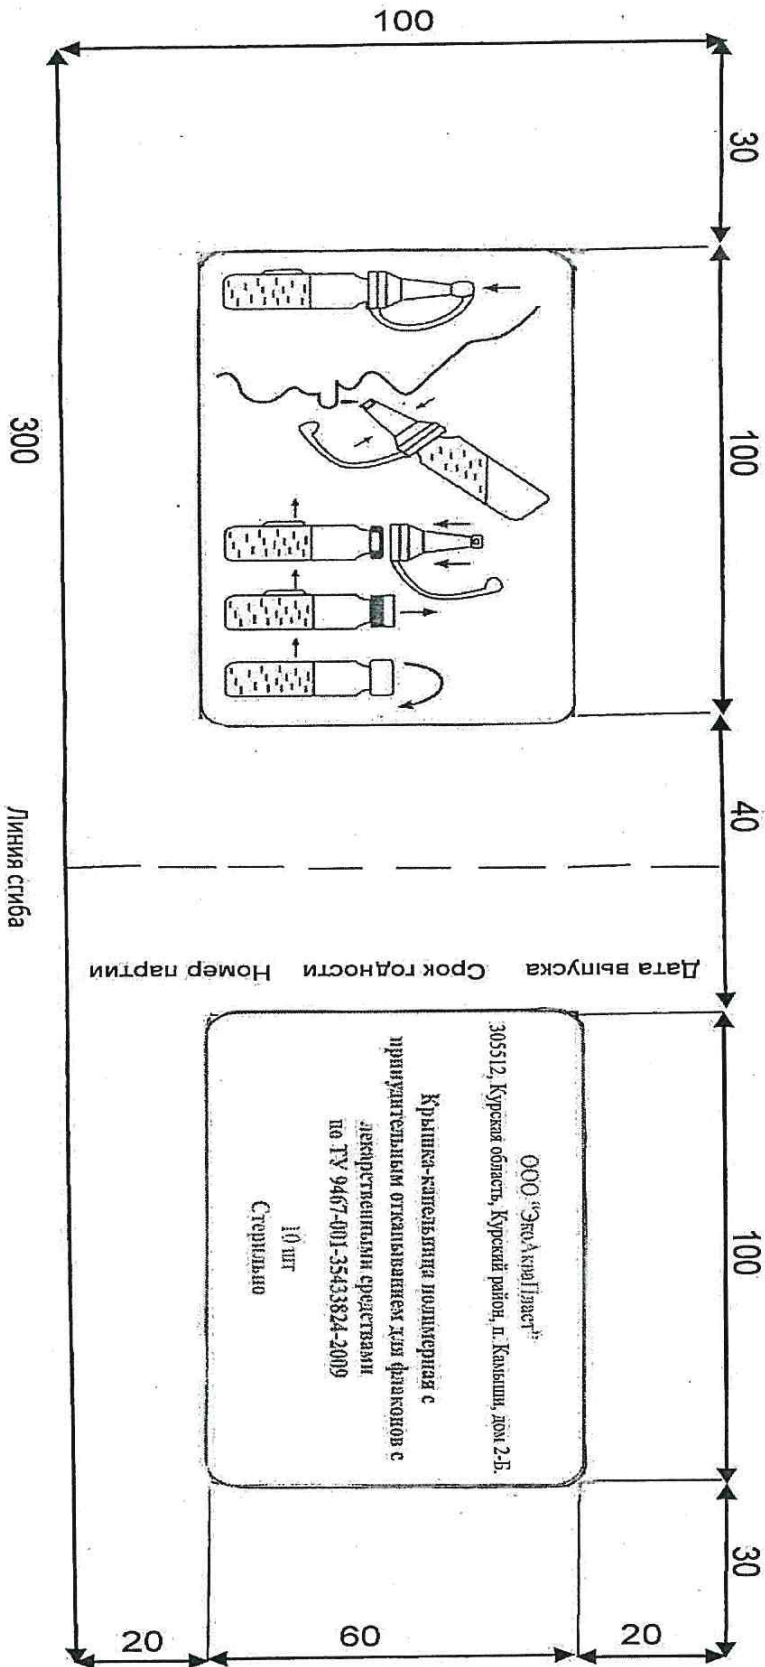 100
30
100
40
100
30
300
Линия сгиба
Дата выпуска Срок годности Номер партии
ООО "ЭкоАкваПласт"
305512, Курская область, Курский район, п. Камыши, дом 2-Б.
Крышка-капельница полимерная с
принудительным откапыванием для флаконов с
лекарственными средствами
по ТУ 9467-001-35433824-2009
10 шт
Стерильно
20
60
20